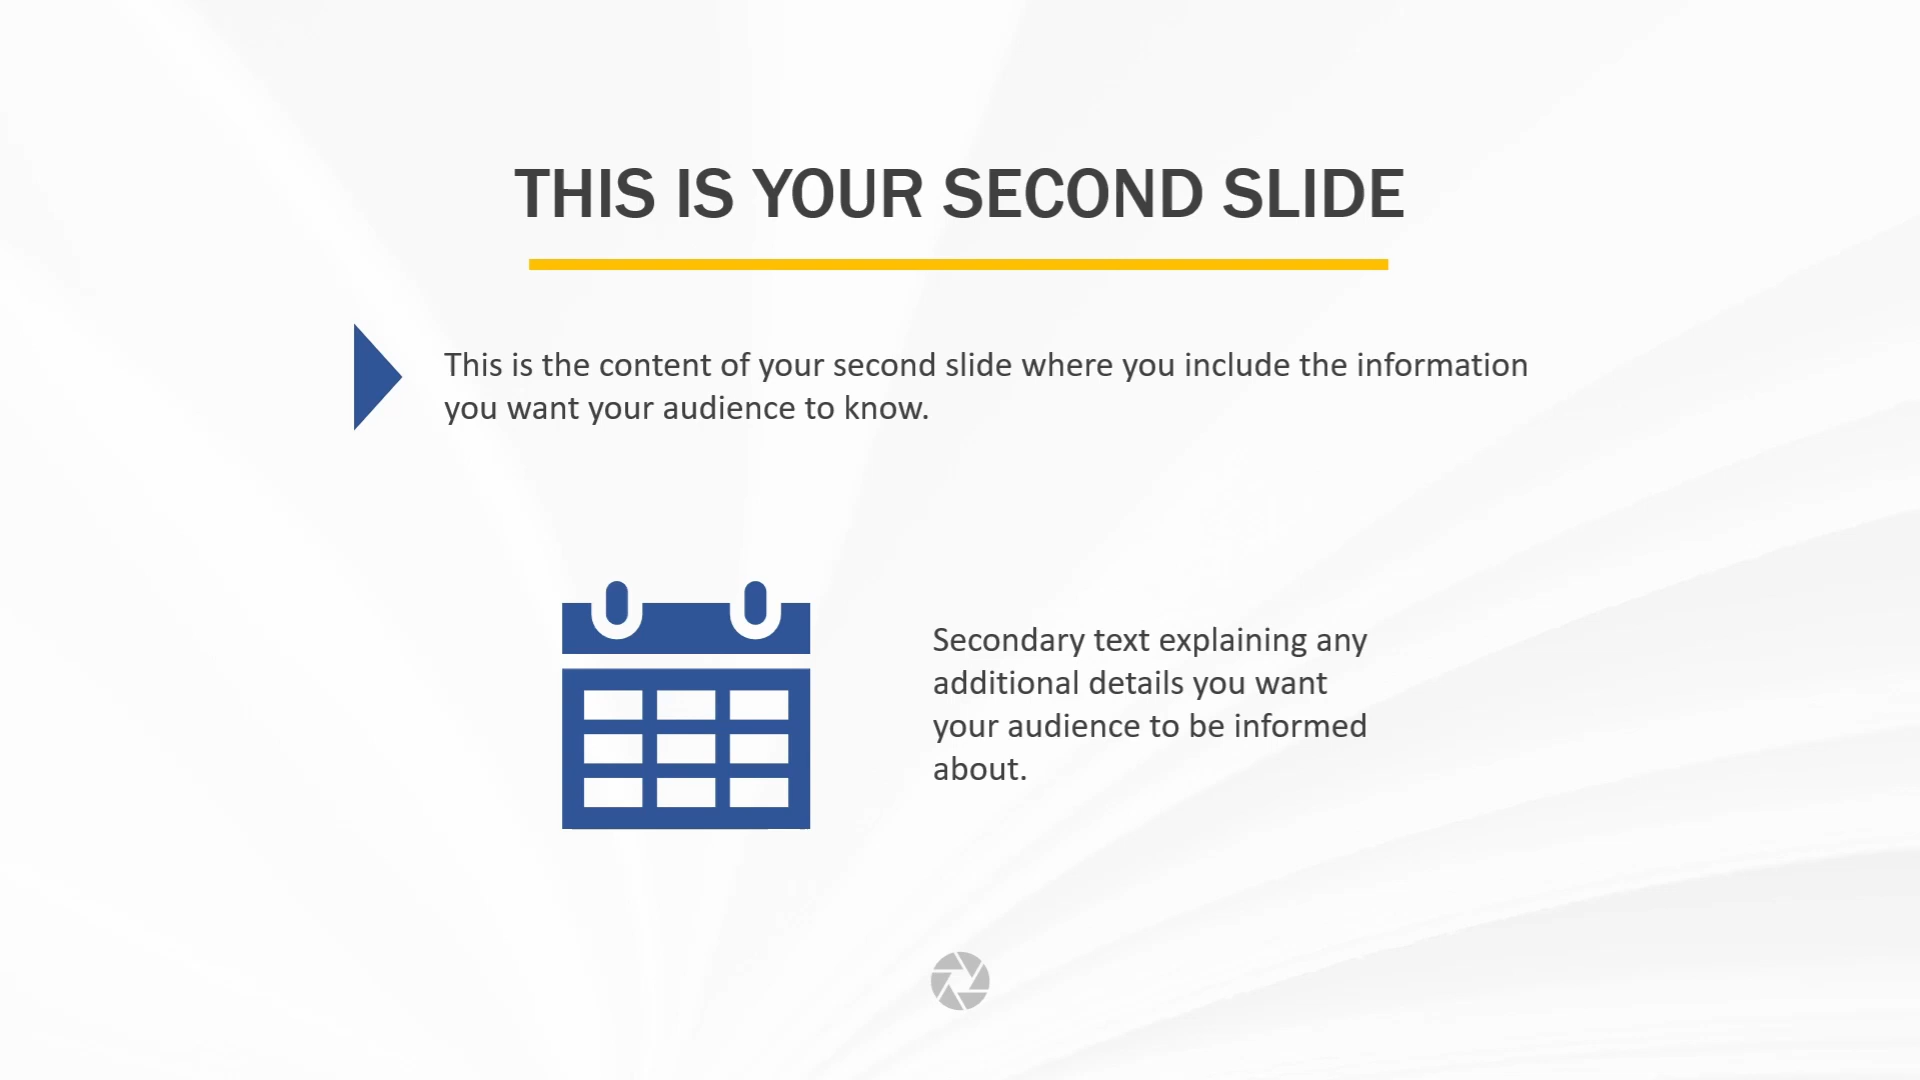 THIS IS YOUR SECOND SLIDE
This is the content of your second slide where you include the information
you want your audience to know.
Secondary text explaining any
additional details you want
your audience to be informed
about.